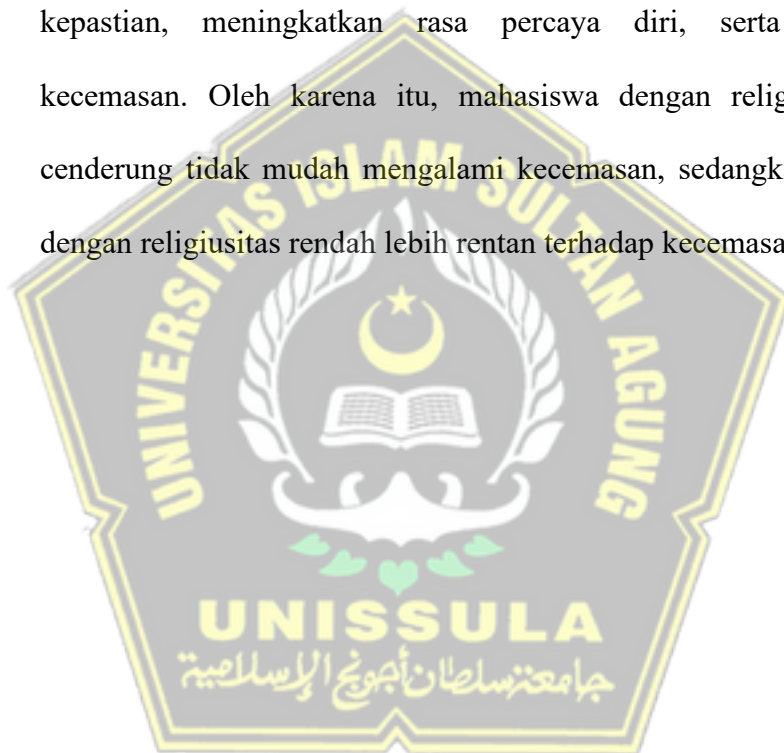 kepastian, meningkatkan rasa percaya diri, serta
kecemasan. Oleh karena itu, mahasiswa dengan relig
cenderung tidak mudah mengalami kecemasan, sedangk
dengan religiusitas rendah lebih rentan terhadap kecemasa
UNIVERSITAS ISLAM SULTAN AGUNG
UNISSULA
جامعة سلطان أجونج الإسلامية